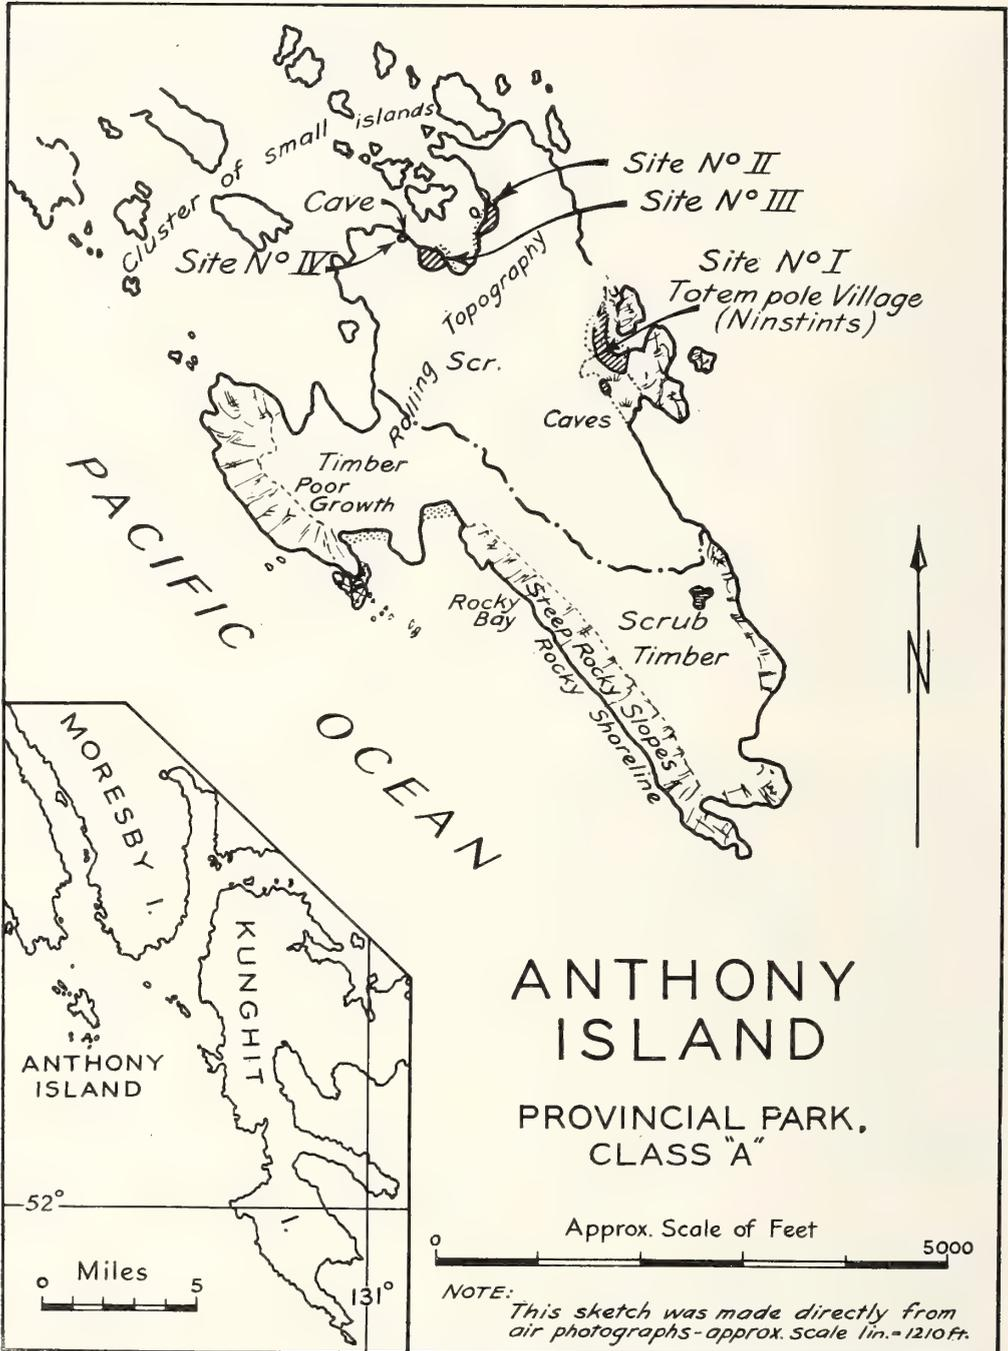 Cluster of small islands
Site Nº II
Site Nº III
Cave
Site Nº IV
Site Nº I
Totem pole Village
(Ninstints)
Rolling Topography
Scr.
Caves
Timber
Poor
Growth
PACIFIC
OCEAN
Rocky
Bay
Steep Rocky Slopes
Rocky Shoreline
Scrub
Timber
N
MORESBY I.
KUNGHIT I.
ANTHONY
ISLAND
52°
131°
0 Miles 5
ANTHONY
ISLAND
PROVINCIAL PARK,
CLASS "A"
Approx. Scale of Feet
0 5000
NOTE:
This sketch was made directly from
air photographs-approx. scale 1in.=1210ft.